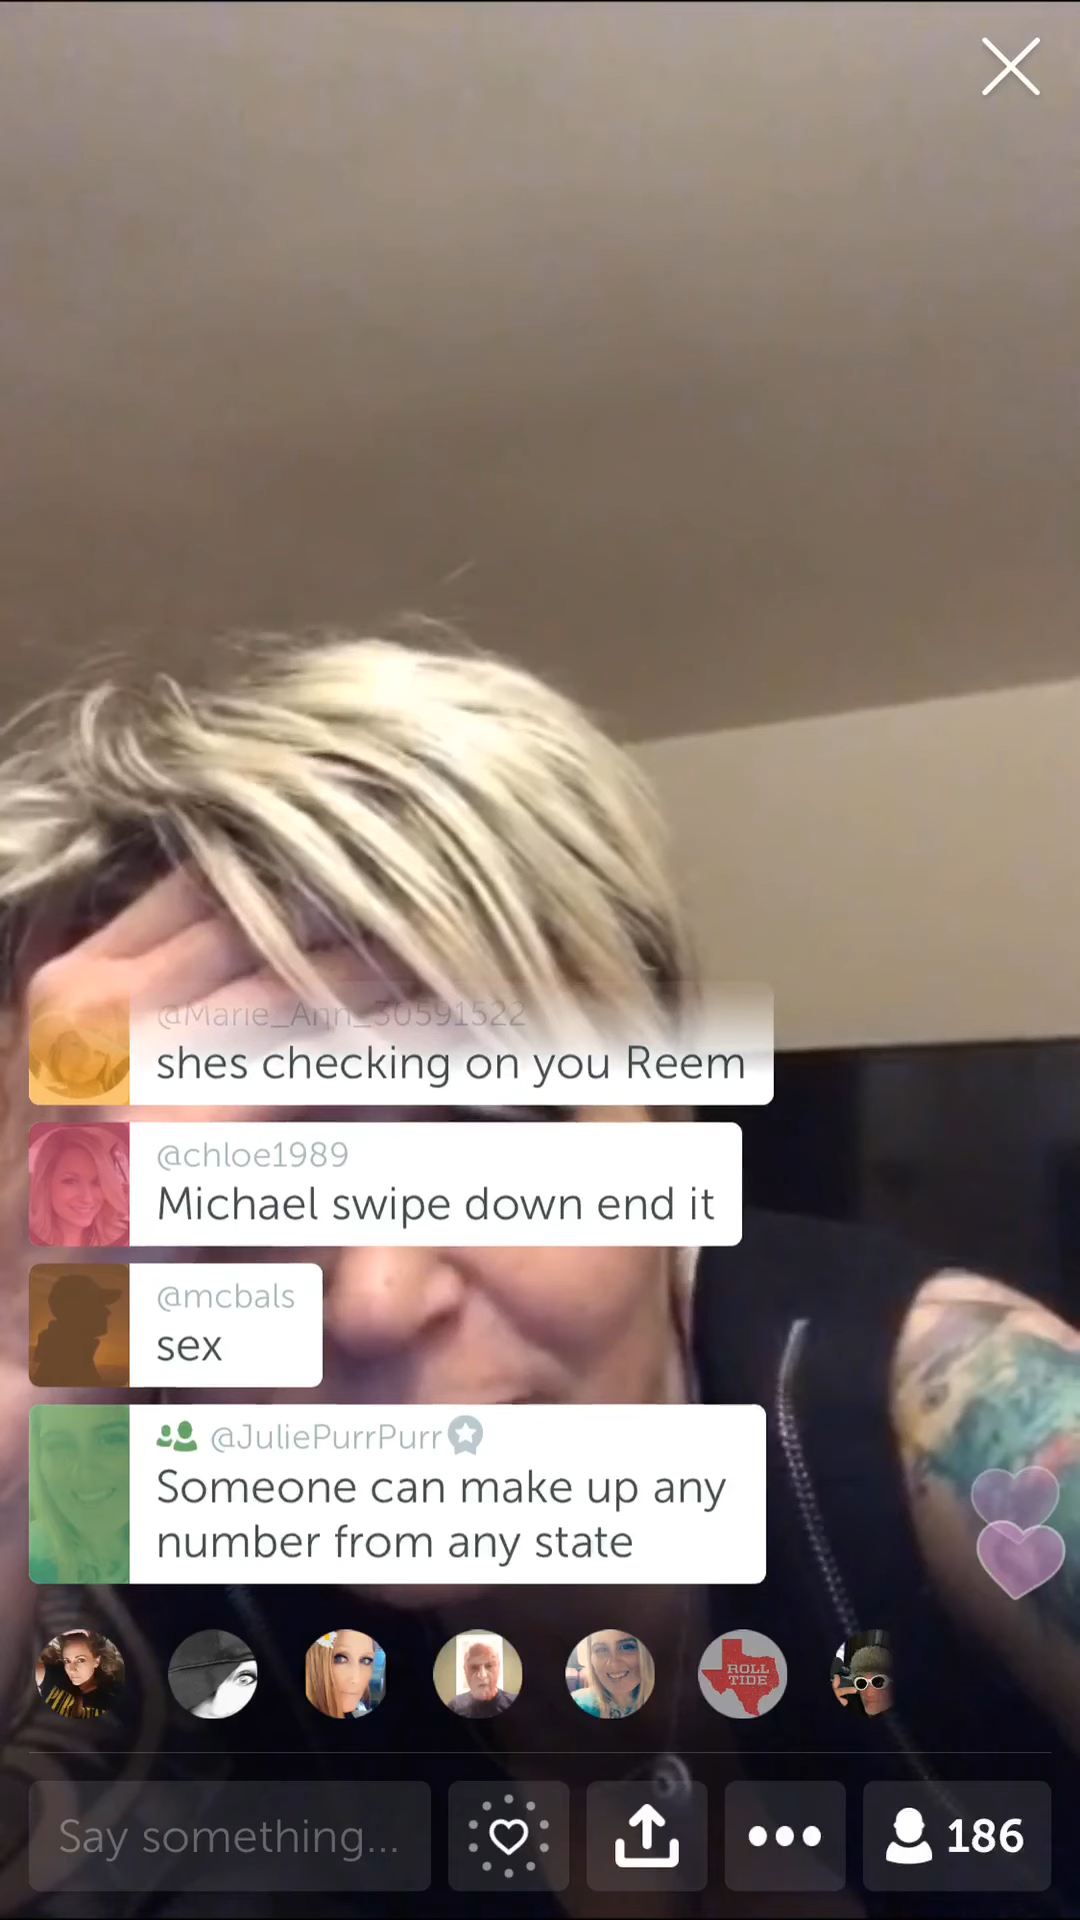 @Marie_Ann_30591522
shes checking on you Reem
@chloe1989
Michael swipe down end it
@mcbals
sex
@JuliePurrPurr
Someone can make up any
number from any state
ROLL
TIDE
Say something...
186